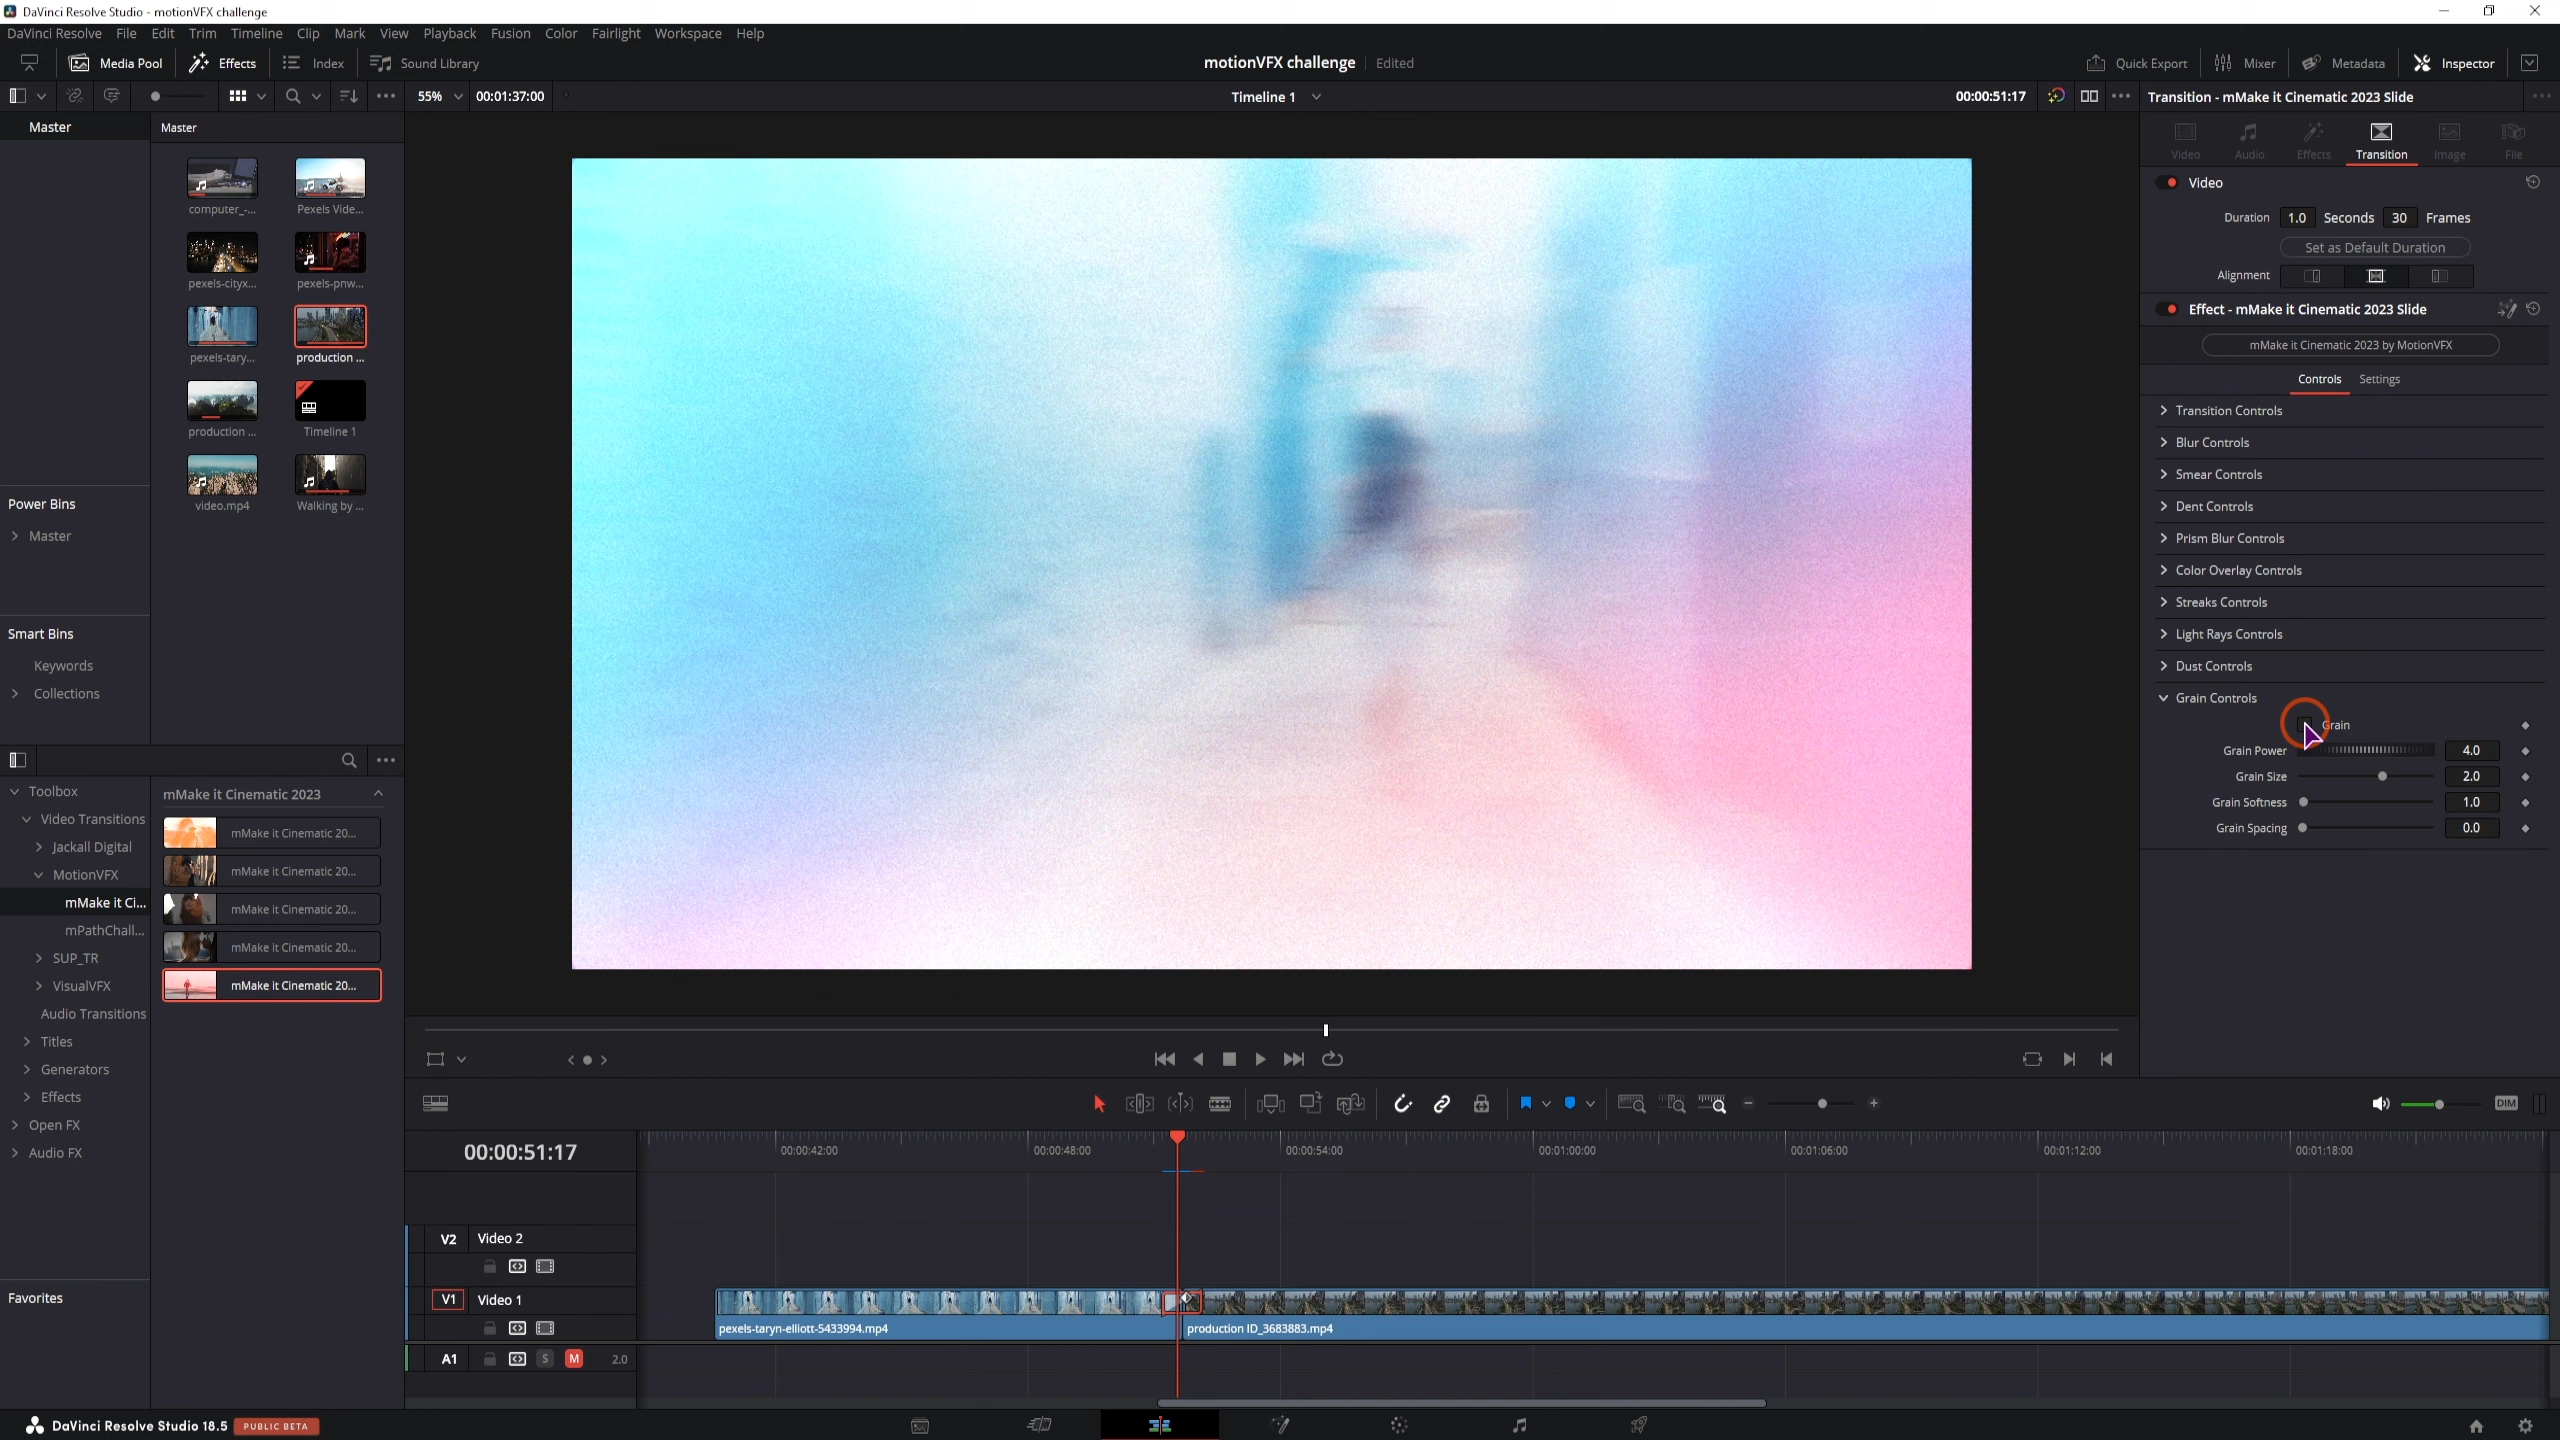 DaVinci Resolve Studio - motionVFX challenge
DaVinci Resolve File Edit Trim Timeline Clip Mark View Playback Fusion Color Fairlight Workspace Help
Media Pool Effects Index Sound Library
motionVFX challenge Edited
Quick Export Mixer Metadata Inspector
55% 00:01:37:00
Timeline 1
00:00:51:17
Transition - mMake it Cinematic 2023 Slide
Master
Master
computer_-...
Pexels Vide...
pexels-cityx...
pexels-pnw...
pexels-tary...
production ...
production ...
Timeline 1
video.mp4
Walking by ...
Power Bins
Master
Smart Bins
Keywords
Collections
Video Audio Effects Transition Image File
Video
Duration 1.0 Seconds 30 Frames
Set as Default Duration
Alignment
Effect - mMake it Cinematic 2023 Slide
mMake it Cinematic 2023 by MotionVFX
Controls Settings
Transition Controls
Blur Controls
Smear Controls
Dent Controls
Prism Blur Controls
Color Overlay Controls
Streaks Controls
Light Rays Controls
Dust Controls
Grain Controls
Grain
Grain Power 4.0
Grain Size 2.0
Grain Softness 1.0
Grain Spacing 0.0
Toolbox
Video Transitions
Jackall Digital
MotionVFX
mMake it Ci...
mPathChall...
SUP_TR
VisualVFX
Audio Transitions
Titles
Generators
Effects
Open FX
Audio FX
Favorites
mMake it Cinematic 2023
mMake it Cinematic 20...
mMake it Cinematic 20...
mMake it Cinematic 20...
mMake it Cinematic 20...
mMake it Cinematic 20...
DIM
00:00:51:17
00:00:42:00 00:00:48:00 00:00:54:00 00:01:00:00 00:01:06:00 00:01:12:00 00:01:18:00
V2 Video 2
V1 Video 1
pexels-taryn-elliott-5433994.mp4
production ID_3683883.mp4
A1 S M 2.0
DaVinci Resolve Studio 18.5 PUBLIC BETA